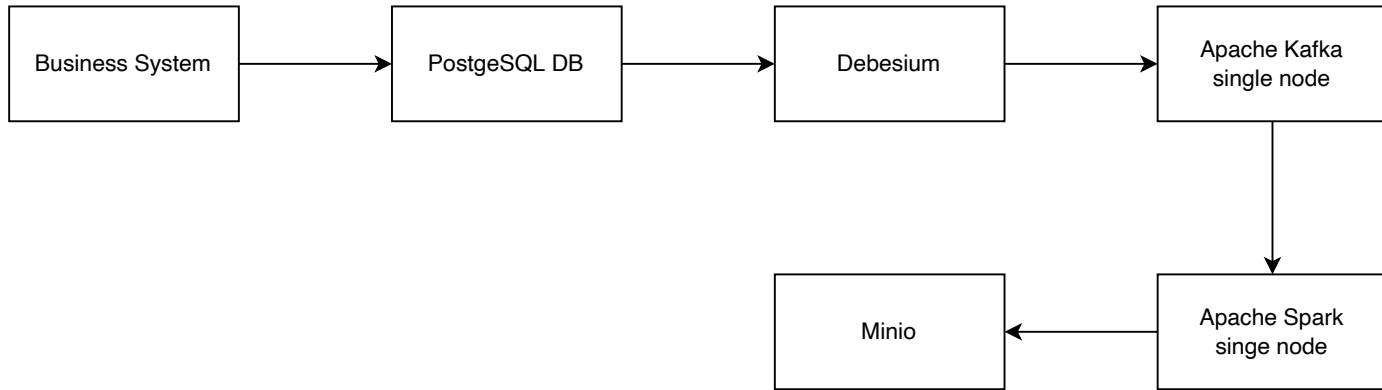 Business System
PostgeSQL DB
Debesium
Apache Kafka
single node
Minio
Apache Spark
singe node